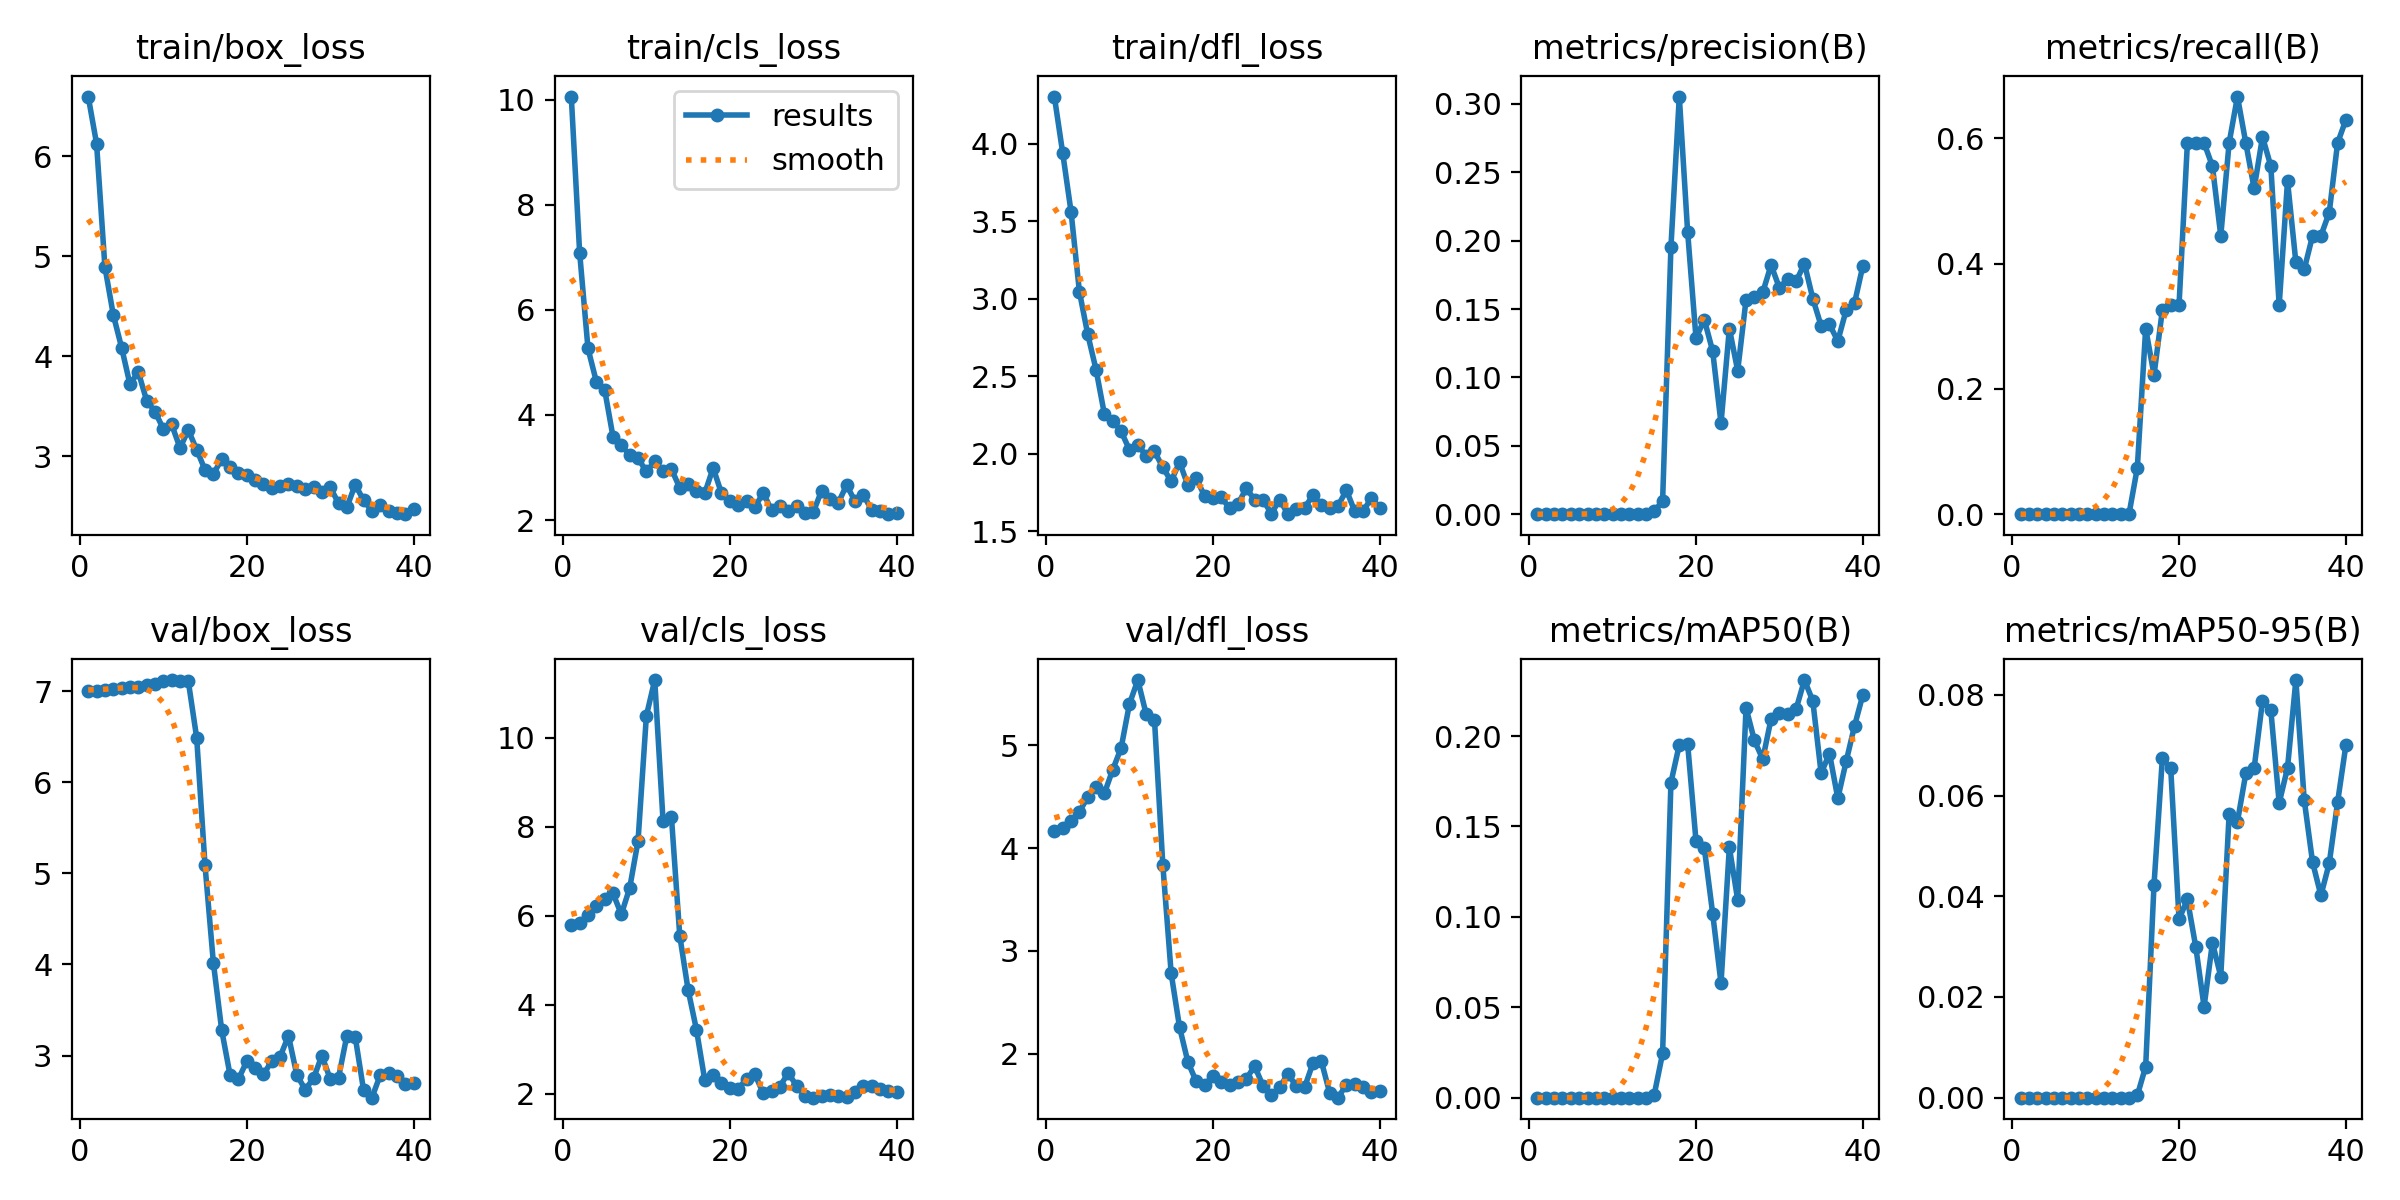 train/box_loss
train/cls_loss
train/dfl_loss
metrics/precision(B)
metrics/recall(B)
6
5
4
3
0 20 40
results
smooth
10
8
6
4
2
0 20 40
4.0
3.5
3.0
2.5
2.0
1.5
0 20 40
0.30
0.25
0.20
0.15
0.10
0.05
0.00
0 20 40
0.6
0.4
0.2
0.0
0 20 40
val/box_loss
val/cls_loss
val/dfl_loss
metrics/mAP50(B)
metrics/mAP50-95(B)
7
6
5
4
3
0 20 40
10
8
6
4
2
0 20 40
5
4
3
2
0 20 40
0.20
0.15
0.10
0.05
0.00
0 20 40
0.08
0.06
0.04
0.02
0.00
0 20 40